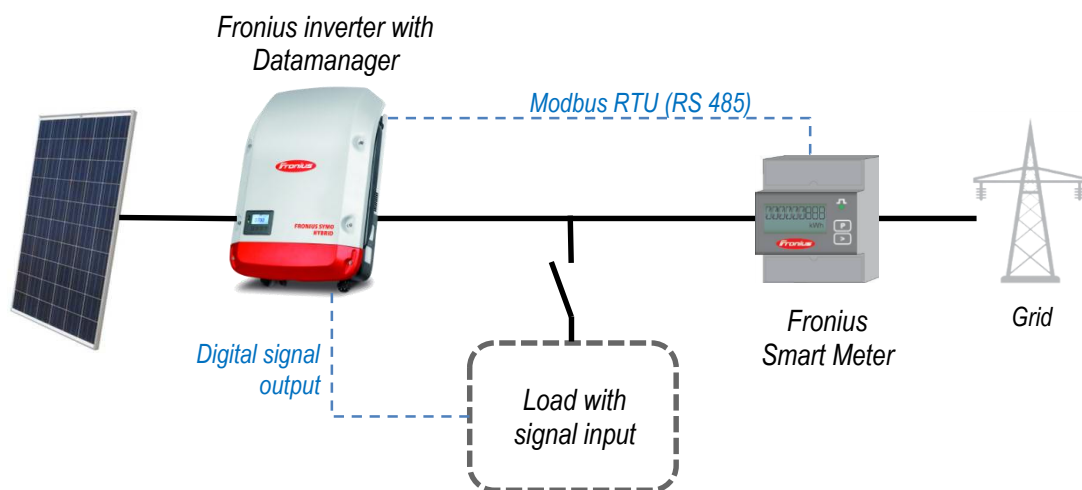 Fronius inverter with
Datamanager
Modbus RTU (RS 485)
Fronius
FRONIUS SYMO
HYBRID
kWh
P
>
Fronius
Fronius
Smart Meter
Grid
Digital signal
output
Load with
signal input